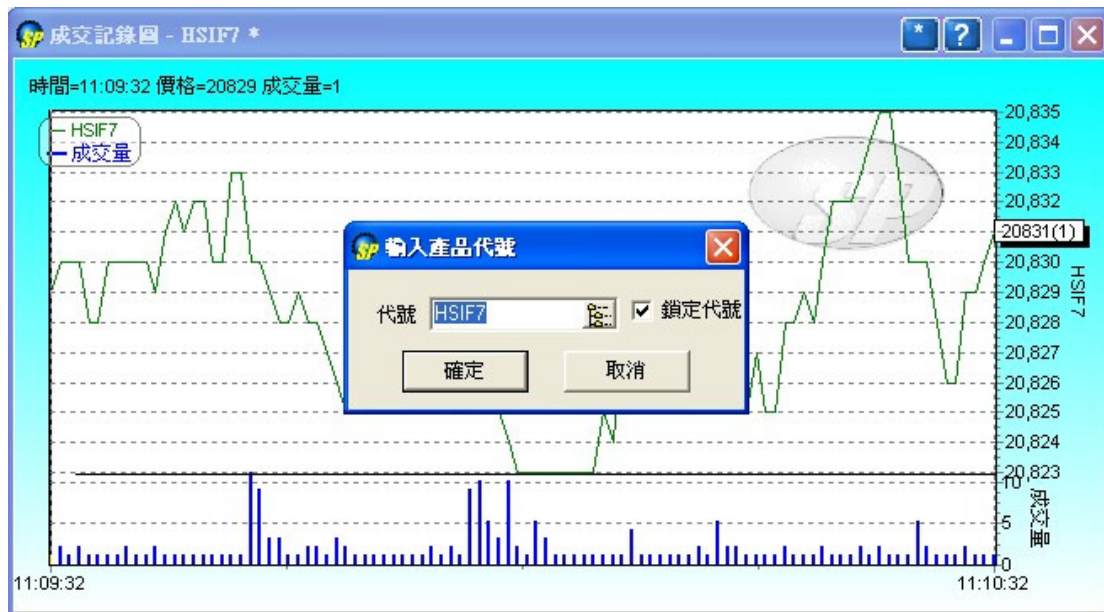 SP 成交記錄圖 - HSIF7 *
* ?
時間=11:09:32 價格=20829 成交量=1
HSIF7
成交量
20,835
20,834
20,833
20,832
20831(1)
20,830
20,829
20,828
20,827
20,826
20,825
20,824
20,823
HSIF7
SP
SP 輸入產品代號
代號 HSIF7 鎖定代號
確定 取消
10
5
0
成交量
11:09:32 11:10:32